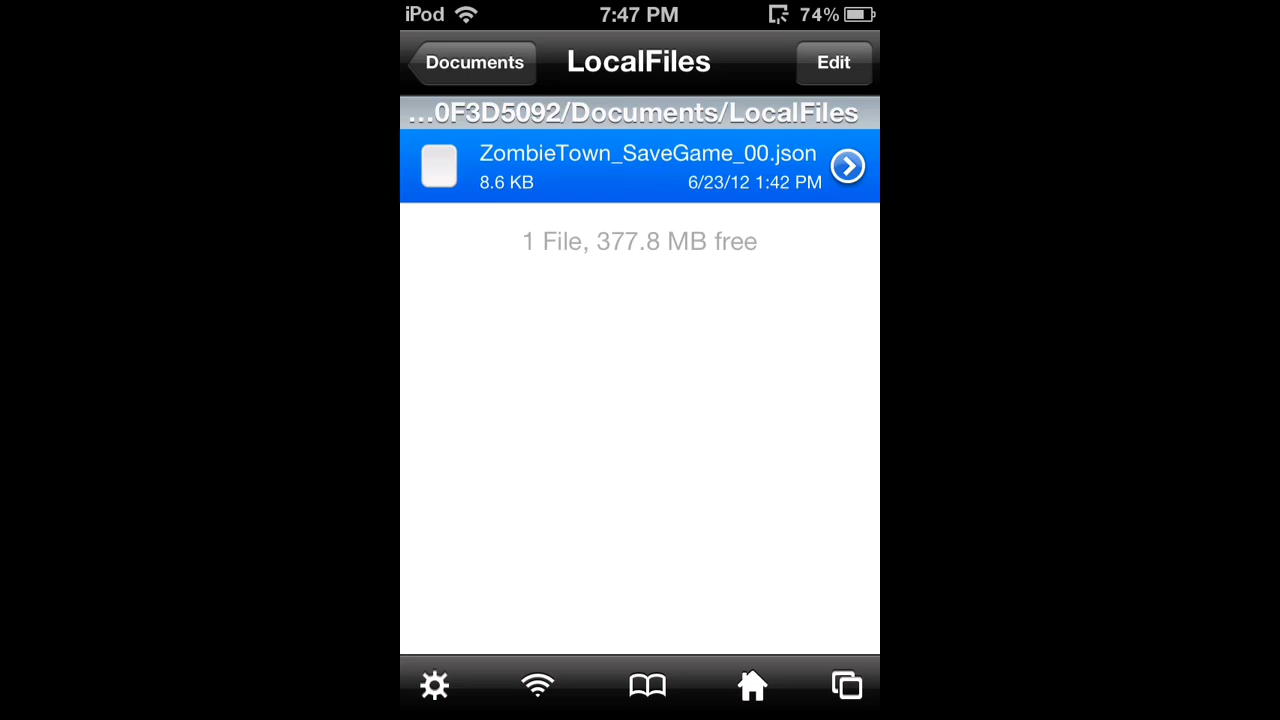 iPod 7:47 PM 74%
Documents LocalFiles Edit
...0F3D5092/Documents/LocalFiles
ZombieTown_SaveGame_00.json
8.6 KB 6/23/12 1:42 PM
1 File, 377.8 MB free